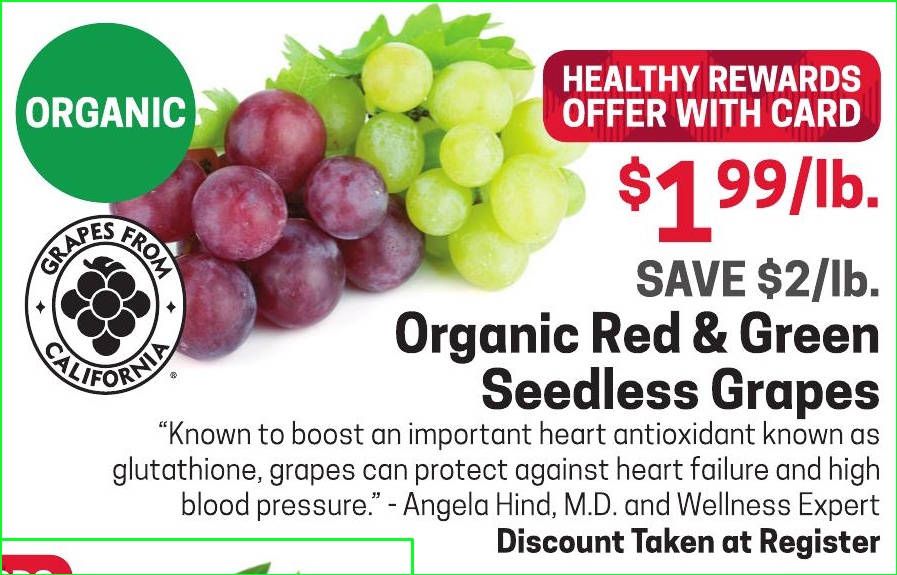 ORGANIC
HEALTHY REWARDS
OFFER WITH CARD
$1 99/lb.
SAVE $2/lb.
GRAPES FROM
CALIFORNIA
®
Organic Red & Green
Seedless Grapes
“Known to boost an important heart antioxidant known as
glutathione, grapes can protect against heart failure and high
blood pressure.” - Angela Hind, M.D. and Wellness Expert
Discount Taken at Register